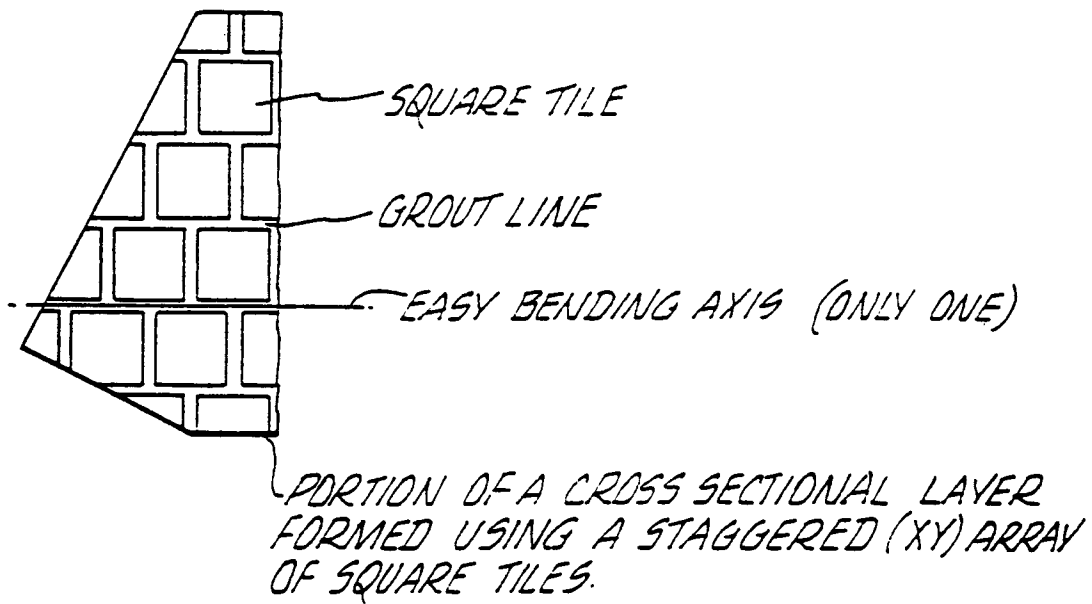 SQUARE TILE
GROUT LINE
EASY BENDING AXIS (ONLY ONE)
PORTION OF A CROSS SECTIONAL LAYER
FORMED USING A STAGGERED (XY) ARRAY
OF SQUARE TILES.